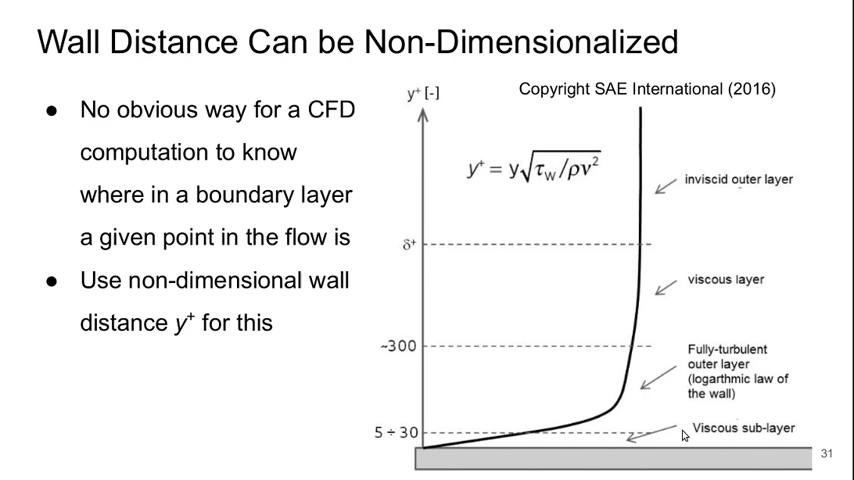 Wall Distance Can be Non-Dimensionalized
● No obvious way for a CFD
computation to know
where in a boundary layer
a given point in the flow is
● Use non-dimensional wall
distance y⁺ for this
Copyright SAE International (2016)
y⁺ [-]
y⁺ = y√τ_w/ρν²
inviscid outer layer
δ⁺
viscous layer
~300
Fully-turbulent
outer layer
(logarthmic law of
the wall)
5 ÷ 30
Viscous sub-layer
31